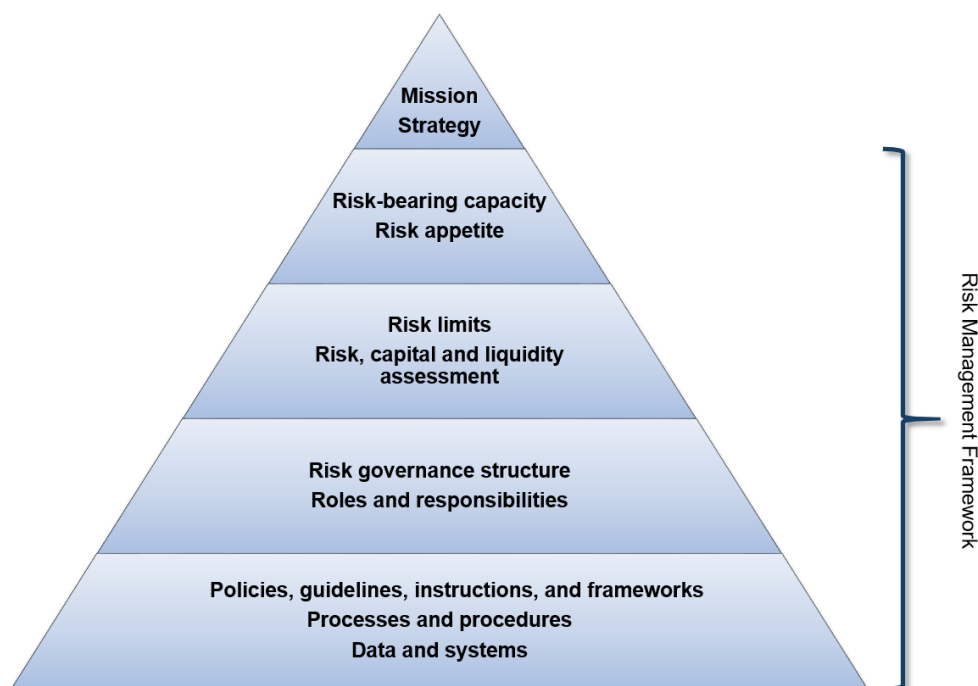 Mission
Strategy
Risk-bearing capacity
Risk appetite
Risk limits
Risk, capital and liquidity
assessment
Risk governance structure
Roles and responsibilities
Policies, guidelines, instructions, and frameworks
Processes and procedures
Data and systems
Risk Management Framework